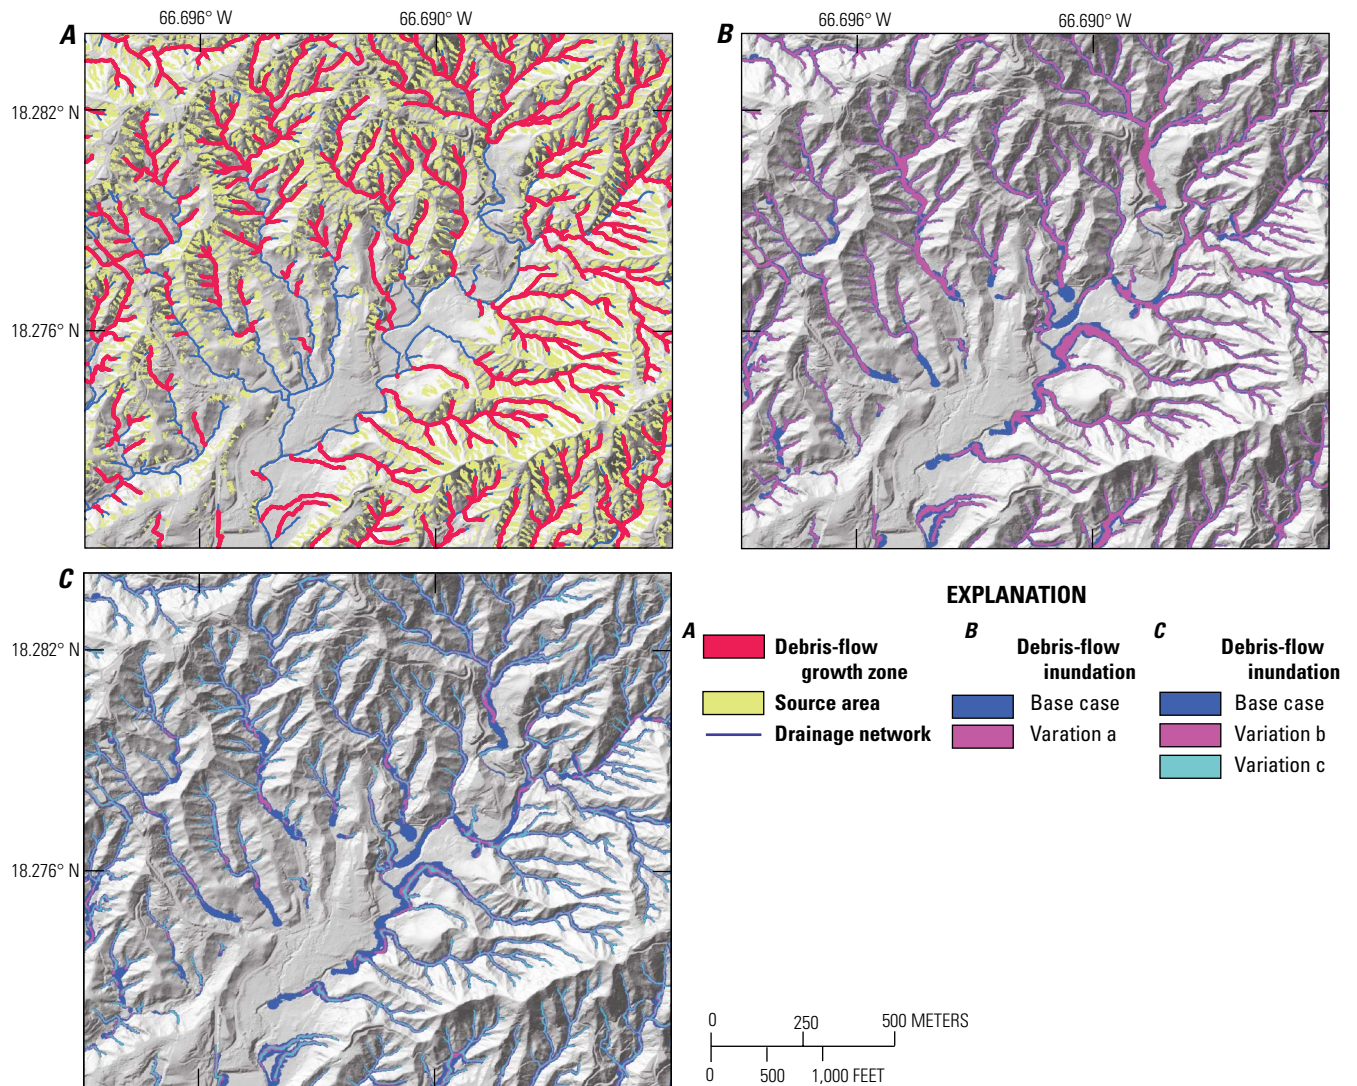 66.696° W
66.690° W
66.696° W
66.690° W
A
B
18.282° N
18.276° N
C
18.282° N
18.276° N
EXPLANATION
A
Debris-flow
growth zone
Source area
Drainage network
B
Debris-flow
inundation
Base case
Varation a
C
Debris-flow
inundation
Base case
Variation b
Variation c
0 250 500 METERS
0 500 1,000 FEET